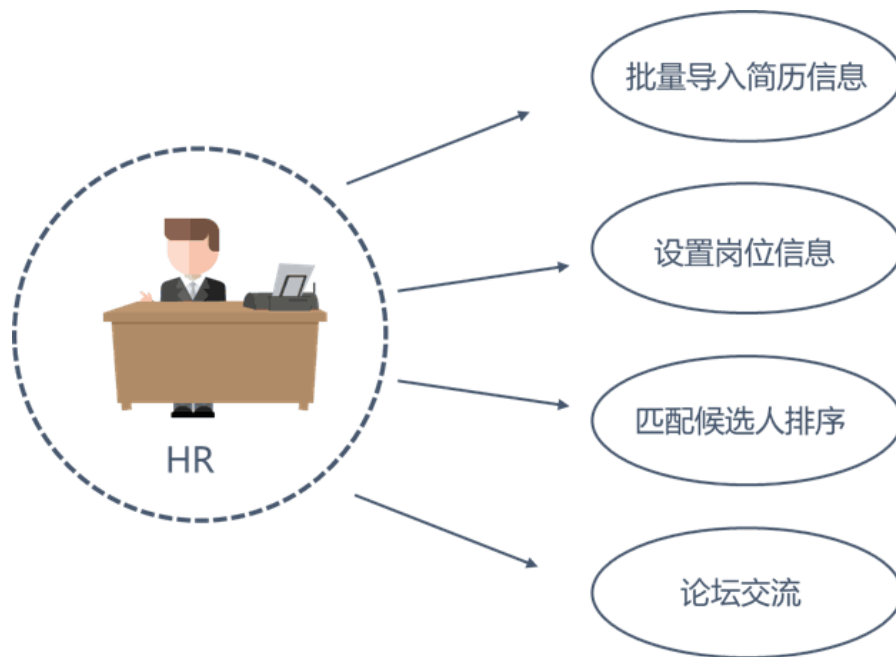 批量导入简历信息
设置岗位信息
匹配候选人排序
HR
论坛交流